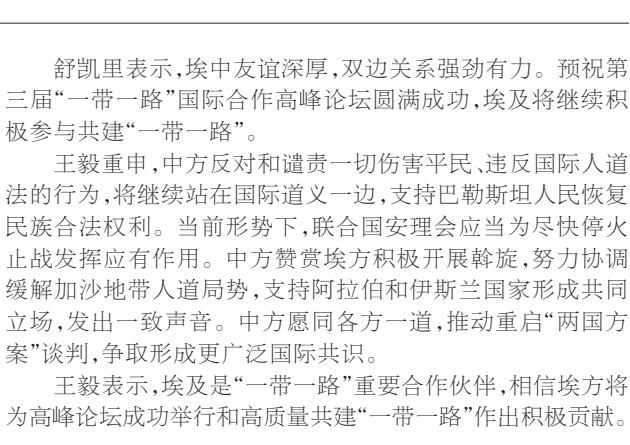 舒凯里表示,埃中友谊深厚,双边关系强劲有力。预祝第
三届“一带一路”国际合作高峰论坛圆满成功,埃及将继续积
极参与共建“一带一路”。
王毅重申,中方反对和谴责一切伤害平民、违反国际人道
法的行为,将继续站在国际道义一边,支持巴勒斯坦人民恢复
民族合法权利。当前形势下,联合国安理会应当为尽快停火
止战发挥应有作用。中方赞赏埃方积极开展斡旋,努力协调
缓解加沙地带人道局势,支持阿拉伯和伊斯兰国家形成共同
立场,发出一致声音。中方愿同各方一道,推动重启“两国方
案”谈判,争取形成更广泛国际共识。
王毅表示,埃及是“一带一路”重要合作伙伴,相信埃方将
为高峰论坛成功举行和高质量共建“一带一路”作出积极贡献。